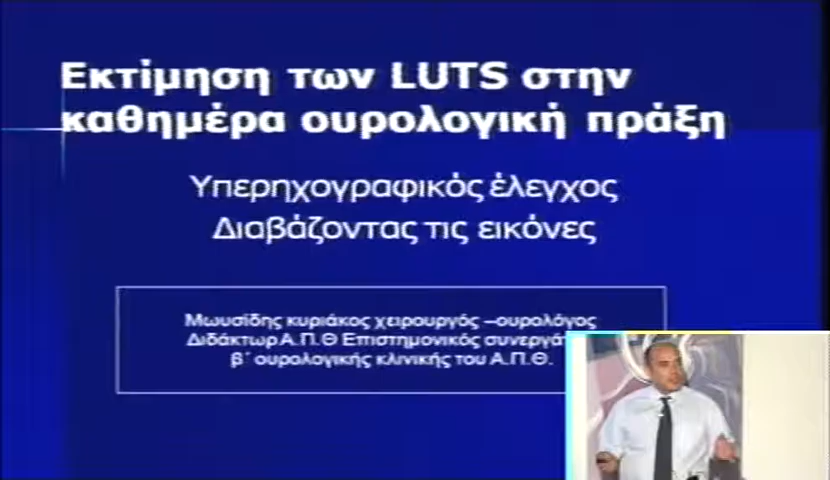 Εκτίμηση των LUTS στην
καθημέρα ουρολογική πράξη
Υπερηχογραφικός έλεγχος
Διαβάζοντας τις εικόνες
Μωυσίδης κυριάκος χειρουργός –ουρολόγος
Διδάκτωρ Α.Π.Θ Επιστημονικός
β΄ ουρολογικής κλινικής του Α.Π.Θ.